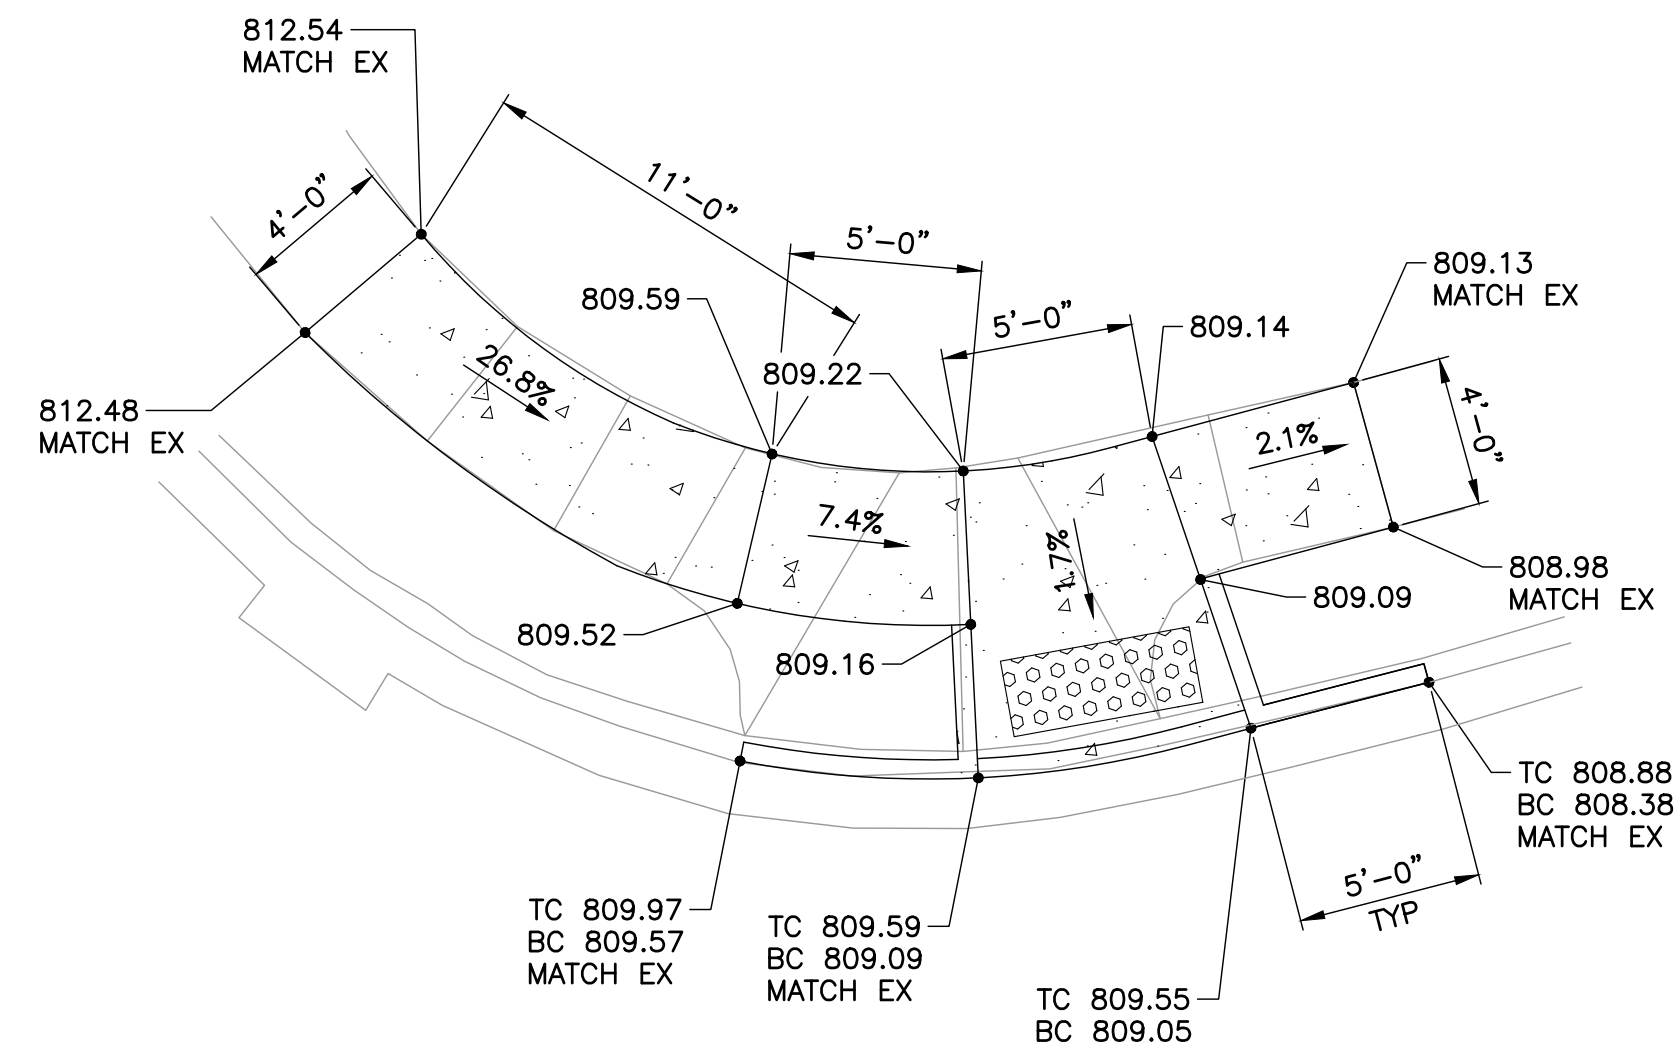 812.54
MATCH EX
4'-0"
11'-0"
5'-0"
809.59
809.22
5'-0"
809.14
809.13
MATCH EX
812.48
MATCH EX
26.8%
7.4%
1.7%
2.1%
4'-0"
808.98
MATCH EX
809.09
809.52
809.16
TC 808.88
BC 808.38
MATCH EX
5'-0"
TYP
TC 809.97
BC 809.57
MATCH EX
TC 809.59
BC 809.09
MATCH EX
TC 809.55
BC 809.05